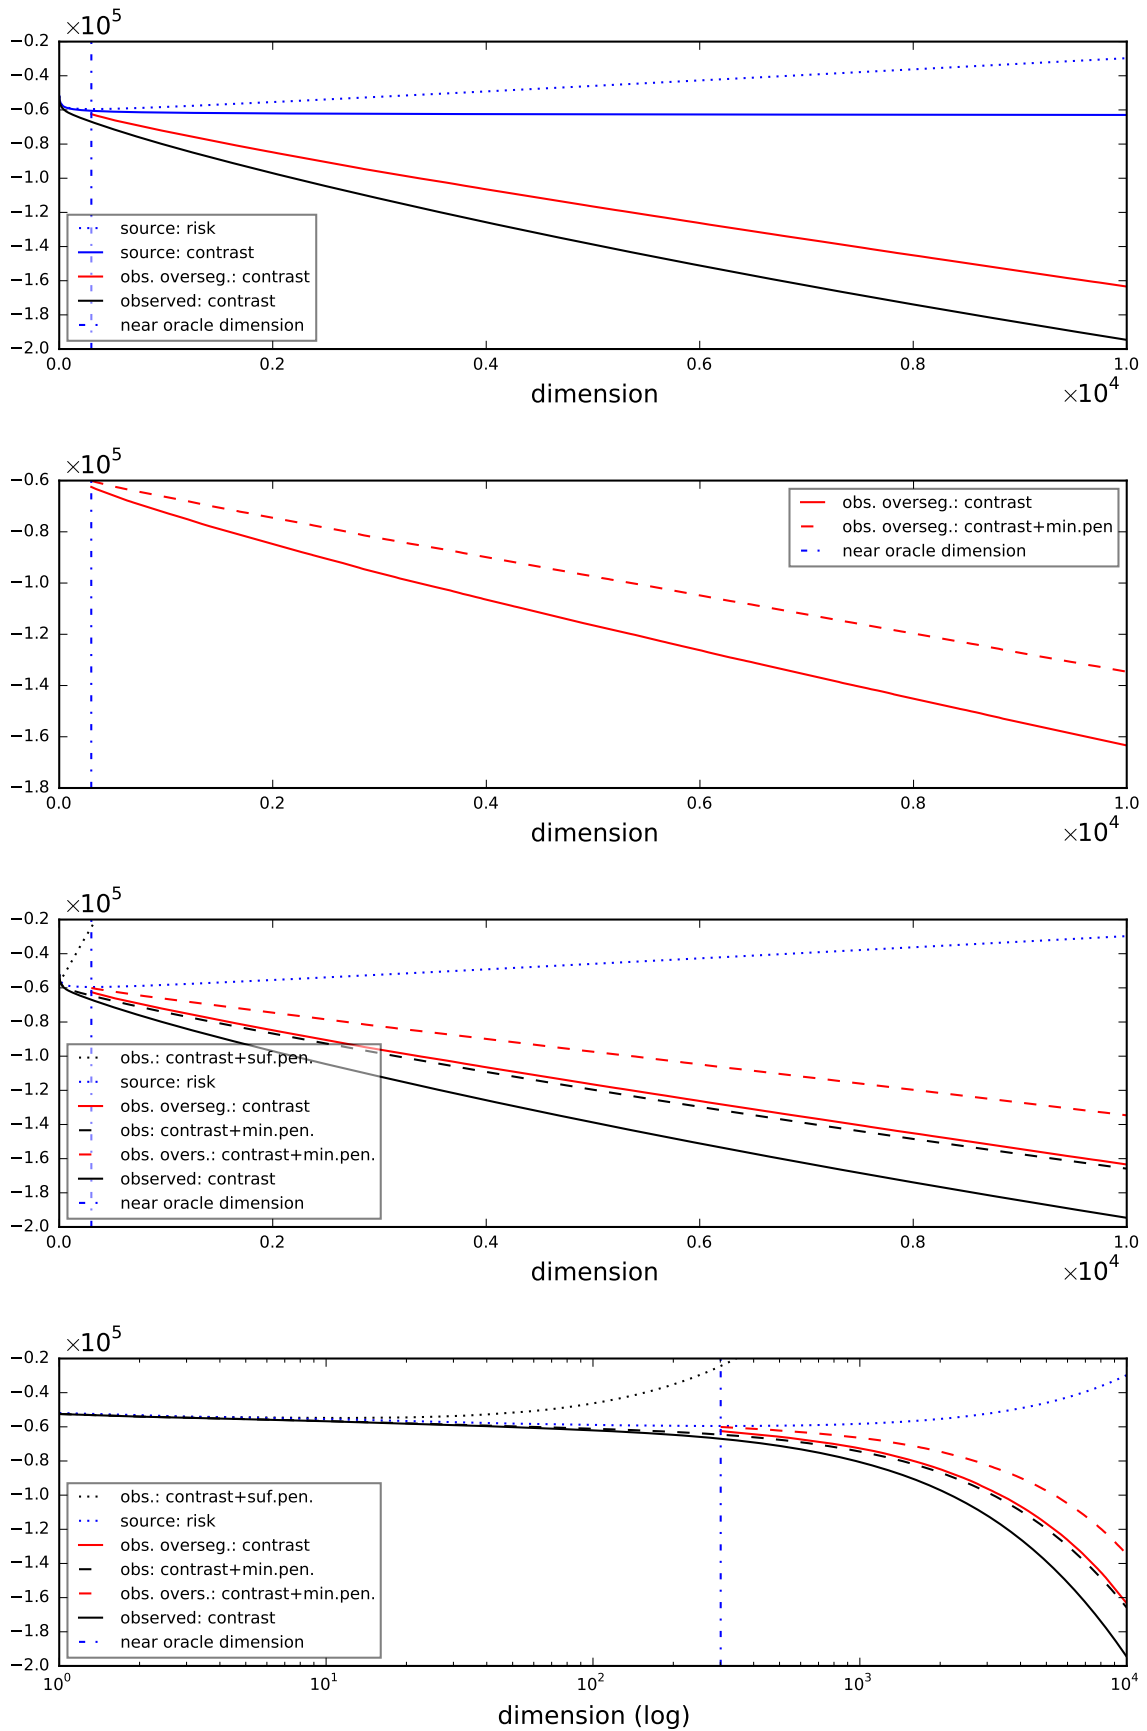 ×10^5
−0.2
−0.4
−0.6
−0.8
−1.0
−1.2
−1.4
−1.6
−1.8
−2.0
source: risk
source: contrast
obs. overseg.: contrast
observed: contrast
near oracle dimension
0.0 0.2 0.4 0.6 0.8 1.0
dimension ×10^4
×10^5
−0.6
−0.8
−1.0
−1.2
−1.4
−1.6
−1.8
obs. overseg.: contrast
obs. overseg.: contrast+min.pen
near oracle dimension
0.0 0.2 0.4 0.6 0.8 1.0
dimension ×10^4
×10^5
−0.2
−0.4
−0.6
−0.8
−1.0
−1.2
−1.4
−1.6
−1.8
−2.0
obs.: contrast+suf.pen.
source: risk
obs. overseg.: contrast
obs: contrast+min.pen.
obs. overs.: contrast+min.pen.
observed: contrast
near oracle dimension
0.0 0.2 0.4 0.6 0.8 1.0
dimension ×10^4
×10^5
−0.2
−0.4
−0.6
−0.8
−1.0
−1.2
−1.4
−1.6
−1.8
−2.0
obs.: contrast+suf.pen.
source: risk
obs. overseg.: contrast
obs: contrast+min.pen.
obs. overs.: contrast+min.pen.
observed: contrast
near oracle dimension
10^0 10^1 10^2 10^3 10^4
dimension (log)